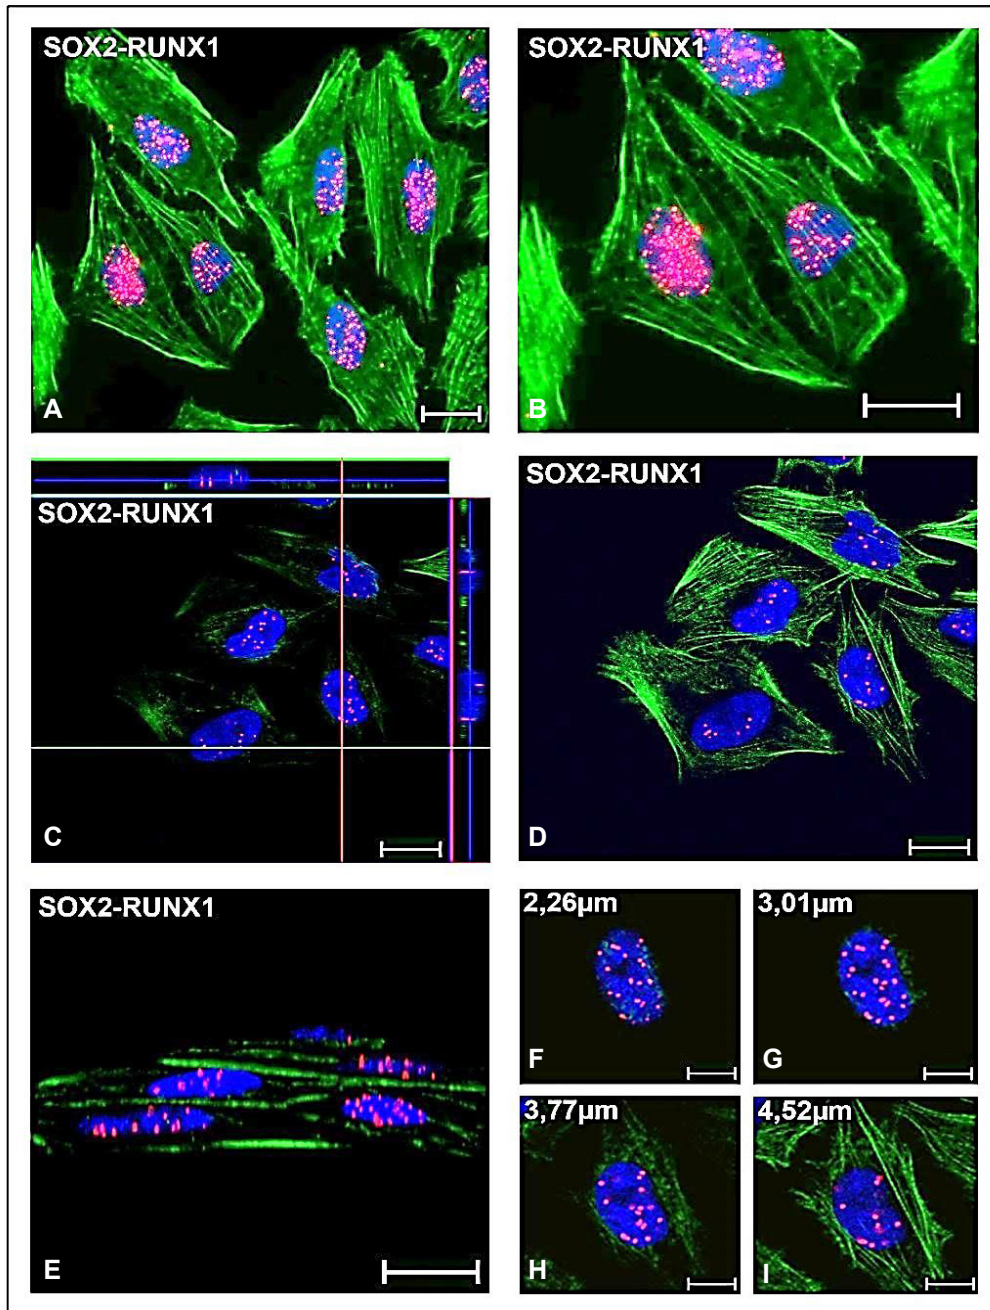 SOX2-RUNX1
A
SOX2-RUNX1
B
SOX2-RUNX1
C
SOX2-RUNX1
D
SOX2-RUNX1
E
2,26µm
F
3,01µm
G
3,77µm
H
4,52µm
I